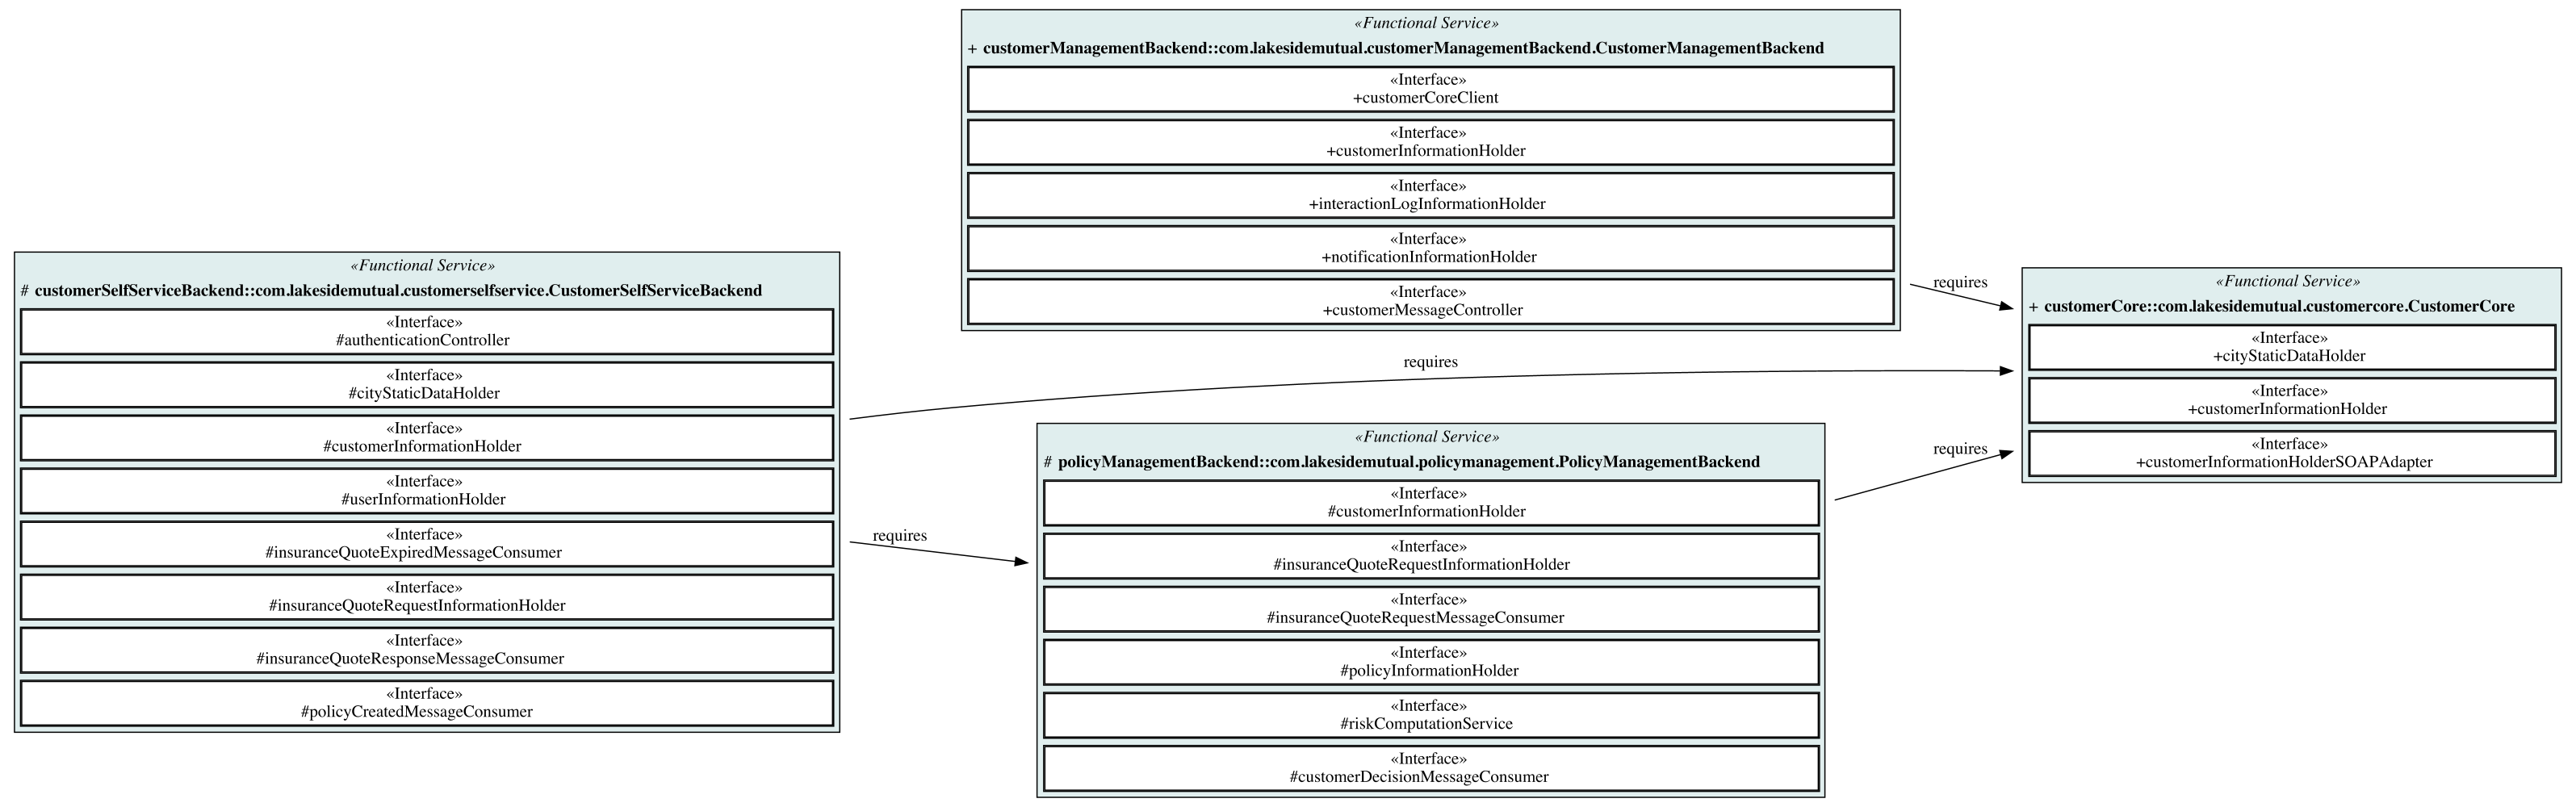 «Functional Service»
+ customerManagementBackend::com.lakesidemutual.customerManagementBackend.CustomerManagementBackend
«Interface»
+customerCoreClient
«Interface»
+customerInformationHolder
«Interface»
+interactionLogInformationHolder
«Interface»
+notificationInformationHolder
«Interface»
+customerMessageController
«Functional Service»
# customerSelfServiceBackend::com.lakesidemutual.customerselfservice.CustomerSelfServiceBackend
«Interface»
#authenticationController
«Interface»
#cityStaticDataHolder
«Interface»
#customerInformationHolder
«Interface»
#userInformationHolder
«Interface»
#insuranceQuoteExpiredMessageConsumer
«Interface»
#insuranceQuoteRequestInformationHolder
«Interface»
#insuranceQuoteResponseMessageConsumer
«Interface»
#policyCreatedMessageConsumer
requires
requires
requires
requires
«Functional Service»
# policyManagementBackend::com.lakesidemutual.policymanagement.PolicyManagementBackend
«Interface»
#customerInformationHolder
«Interface»
#insuranceQuoteRequestInformationHolder
«Interface»
#insuranceQuoteRequestMessageConsumer
«Interface»
#policyInformationHolder
«Interface»
#riskComputationService
«Interface»
#customerDecisionMessageConsumer
«Functional Service»
+ customerCore::com.lakesidemutual.customercore.CustomerCore
«Interface»
+cityStaticDataHolder
«Interface»
+customerInformationHolder
«Interface»
+customerInformationHolderSOAPAdapter